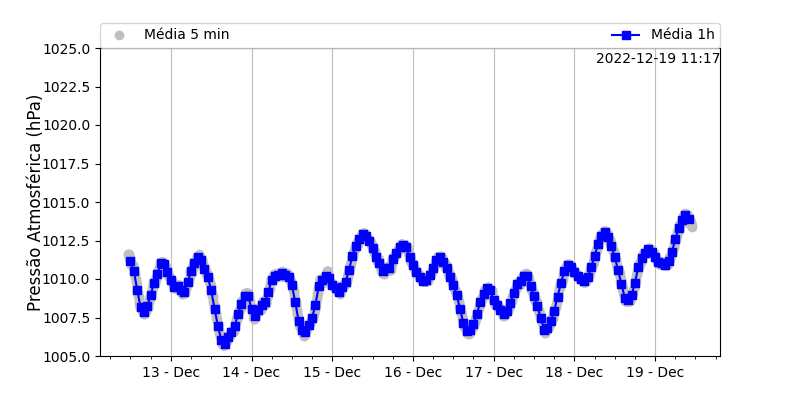 Média 5 min
Média 1h
2022-12-19 11:17
Pressão Atmosférica (hPa)
1025.0
1022.5
1020.0
1017.5
1015.0
1012.5
1010.0
1007.5
1005.0
13 - Dec
14 - Dec
15 - Dec
16 - Dec
17 - Dec
18 - Dec
19 - Dec